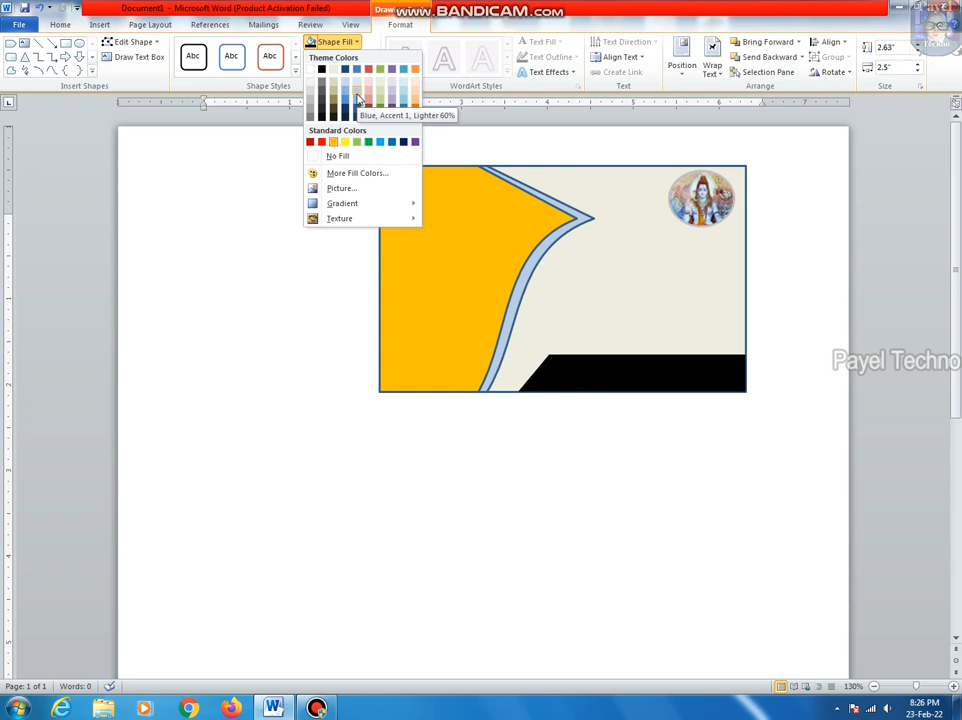 Document1 - Microsoft Word (Product Activation Failed)
www.BANDICAM.com
File Home Insert Page Layout References Mailings Review View Format
Edit Shape
Draw Text Box
Insert Shapes
Abc Abc Abc
Shape Styles
Shape Fill
A A
WordArt Styles
Text Fill
Text Outline
Text Effects
Text Direction
Align Text
Create Link
Text
Position
Wrap Text
Bring Forward
Send Backward
Selection Pane
Align
Group
Rotate
Arrange
2.63"
2.5"
Techno
Theme Colors
Blue, Accent 1, Lighter 60%
Standard Colors
No Fill
More Fill Colors...
Picture...
Gradient
Texture
Payel Techno
Page: 1 of 1 Words: 0
130%
8:26 PM
23-Feb-22